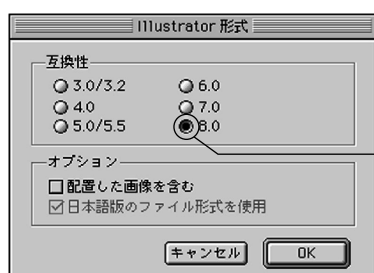 Illustrator 形式
互換性
3.0/3.2 6.0
4.0 7.0
5.0/5.5 8.0
オプション
配置した画像を含む
日本語版のファイル形式を使用
キャンセル OK